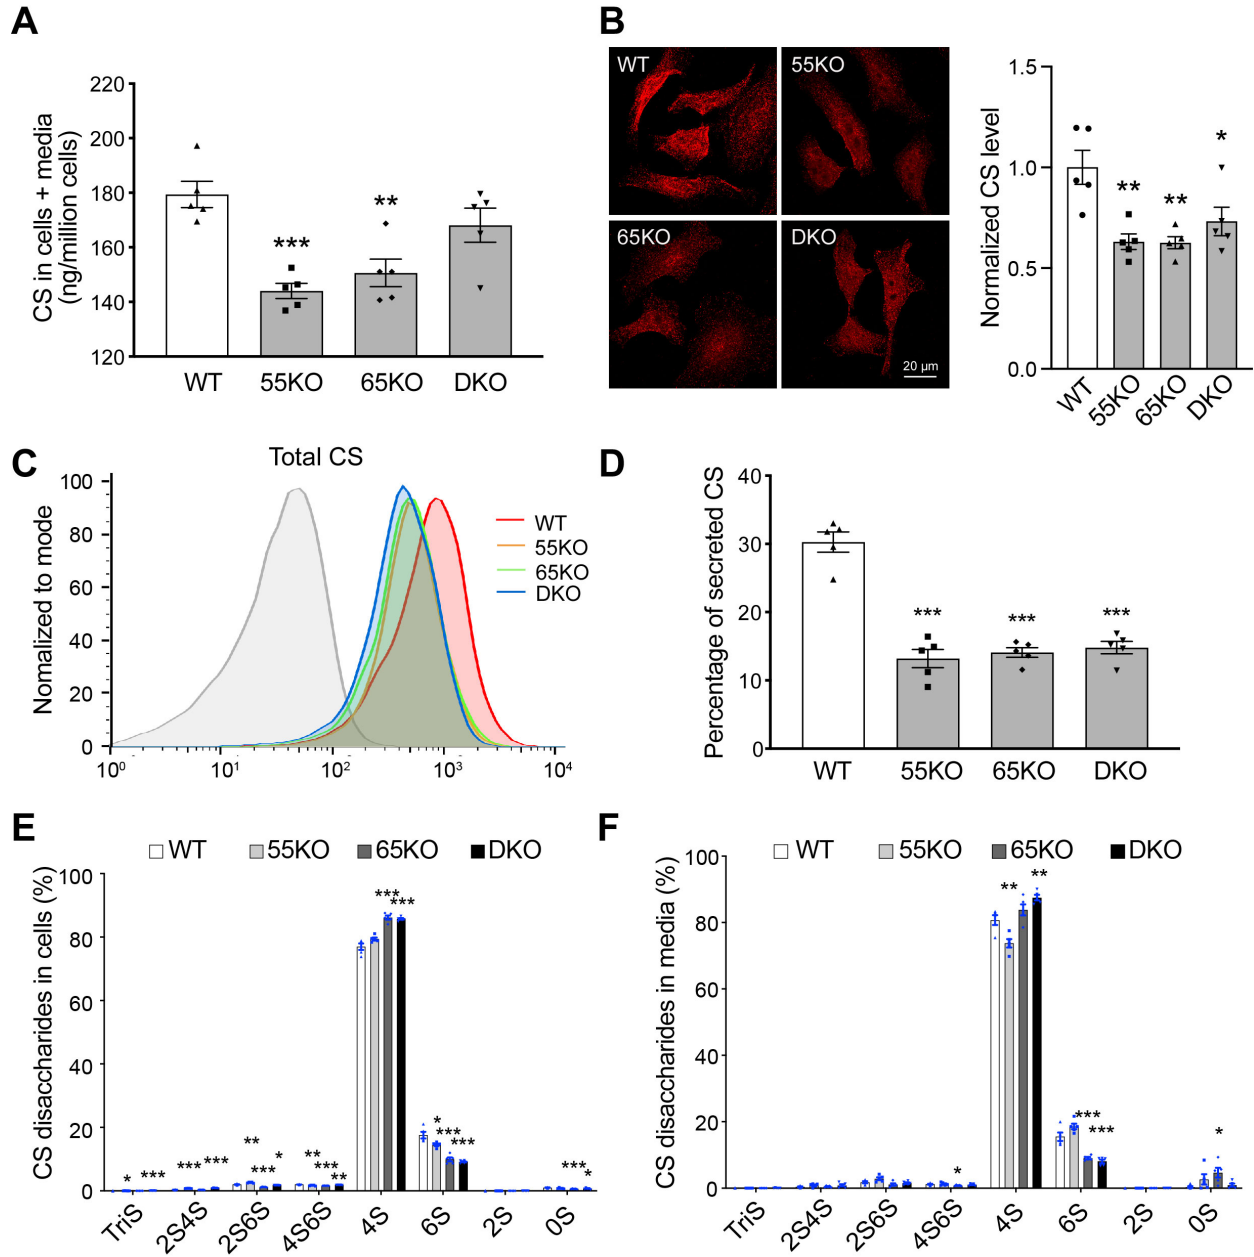 A
CS in cells + media
(ng/million cells)
220
200
180
160
140
120
***
**
WT
55KO
65KO
DKO
B
WT
55KO
65KO
DKO
20 µm
Normalized CS level
1.5
1.0
0.5
0.0
**
**
*
WT
55KO
65KO
DKO
C
Total CS
Nomalized to mode
100
80
60
40
20
0
10⁰
10¹
10²
10³
10⁴
WT
55KO
65KO
DKO
D
Percentage of secreted CS
40
30
20
10
0
***
***
***
WT
55KO
65KO
DKO
E
WT
55KO
65KO
DKO
CS disaccharides in cells (%)
100
80
60
40
20
0
*
***
***
***
**
***
*
**
***
**
***
***
*
***
***
***
*
TriS
2S4S
2S6S
4S6S
4S
6S
2S
0S
F
WT
55KO
65KO
DKO
CS disaccharides in media (%)
100
80
60
40
20
0
*
**
**
***
***
*
TriS
2S4S
2S6S
4S6S
4S
6S
2S
0S